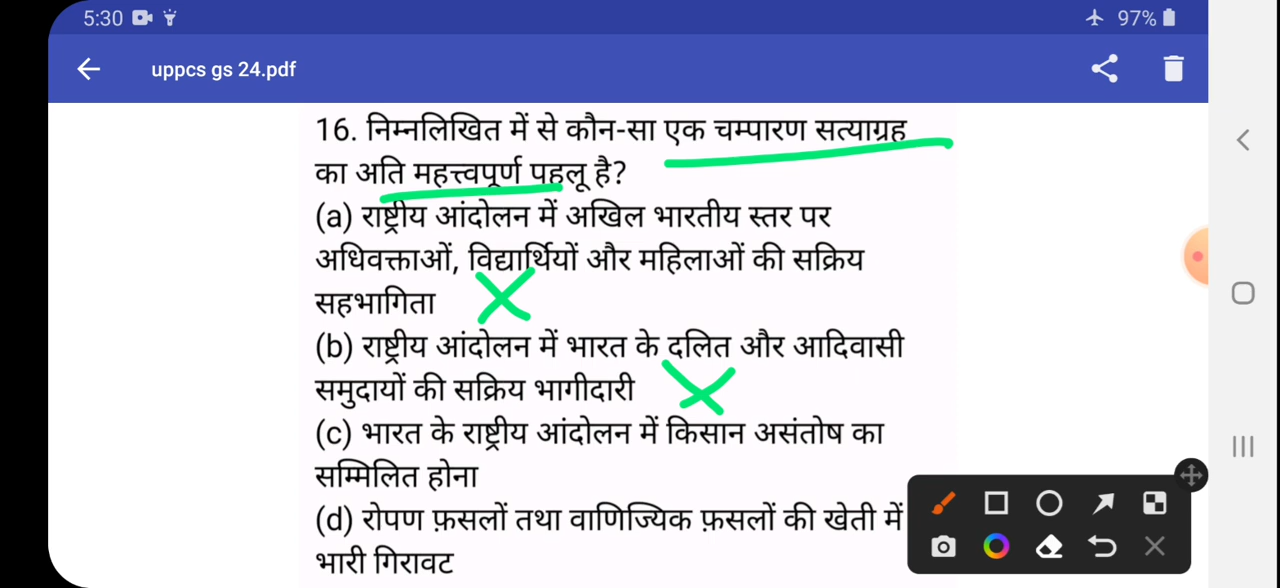 5:30
97%
uppcs gs 24.pdf
16. निम्नलिखित में से कौन-सा एक चम्पारण सत्याग्रह
का अति महत्त्वपूर्ण पहलू है?
(a) राष्ट्रीय आंदोलन में अखिल भारतीय स्तर पर
अधिवक्ताओं, विद्यार्थियों और महिलाओं की सक्रिय
सहभागिता
(b) राष्ट्रीय आंदोलन में भारत के दलित और आदिवासी
समुदायों की सक्रिय भागीदारी
(c) भारत के राष्ट्रीय आंदोलन में किसान असंतोष का
सम्मिलित होना
(d) रोपण फ़सलों तथा वाणिज्यिक फ़सलों की खेती में
भारी गिरावट